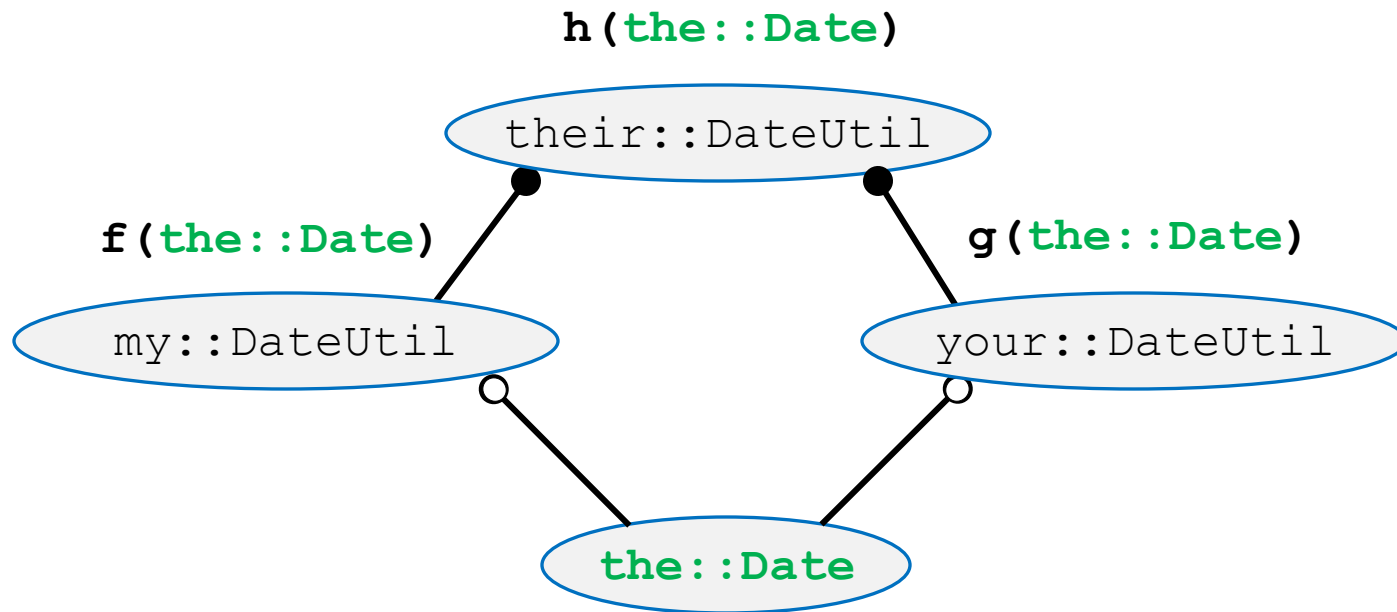 h(the::Date)
their::DateUtil
f(the::Date)
g(the::Date)
my::DateUtil
your::DateUtil
the::Date